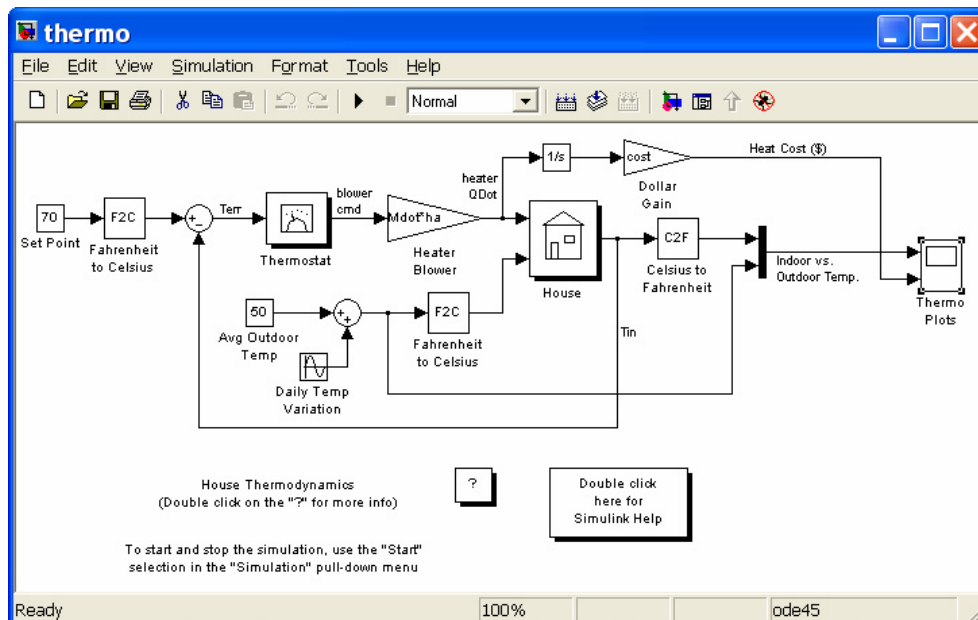 thermo
File Edit View Simulation Format Tools Help
Normal
Heat Cost ($)
1/s
cost
heater
QDot
Dollar
Gain
blower
cmd
Terr
70
F2C
Mdot*ha
C2F
Set Point
Fahrenheit
to Celsius
Thermostat
Heater
Blower
House
Celsius to
Fahrenheit
Indoor vs.
Outdoor Temp.
Thermo
Plots
50
F2C
Avg Outdoor
Temp
Fahrenheit
to Celsius
Tin
Daily Temp
Variation
House Thermodynamics
(Double click on the "?" for more info)
?
Double click
here for
Simulink Help
To start and stop the simulation, use the "Start"
selection in the "Simulation" pull-down menu
Ready 100% ode45